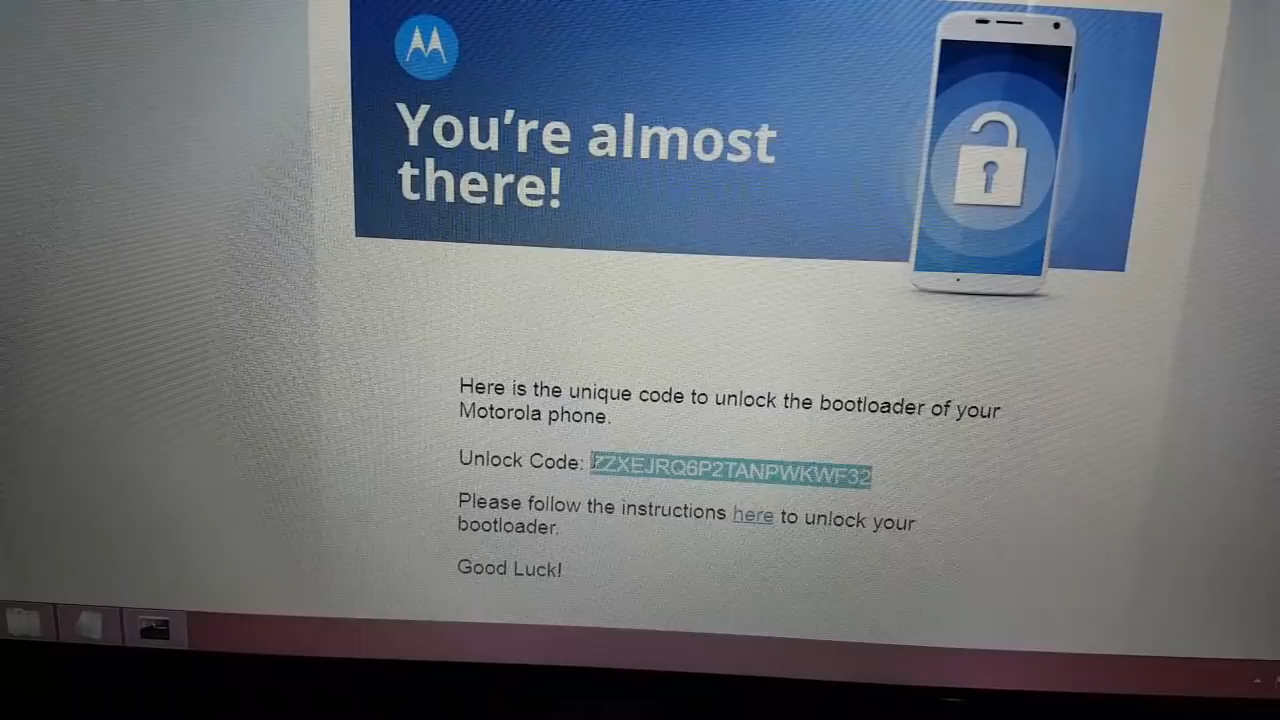 You're almost
there!
Here is the unique code to unlock the bootloader of your
Motorola phone.
Unlock Code: ZZXEJRQ6P2TANPWKWF32
Please follow the instructions here to unlock your
bootloader.
Good Luck!